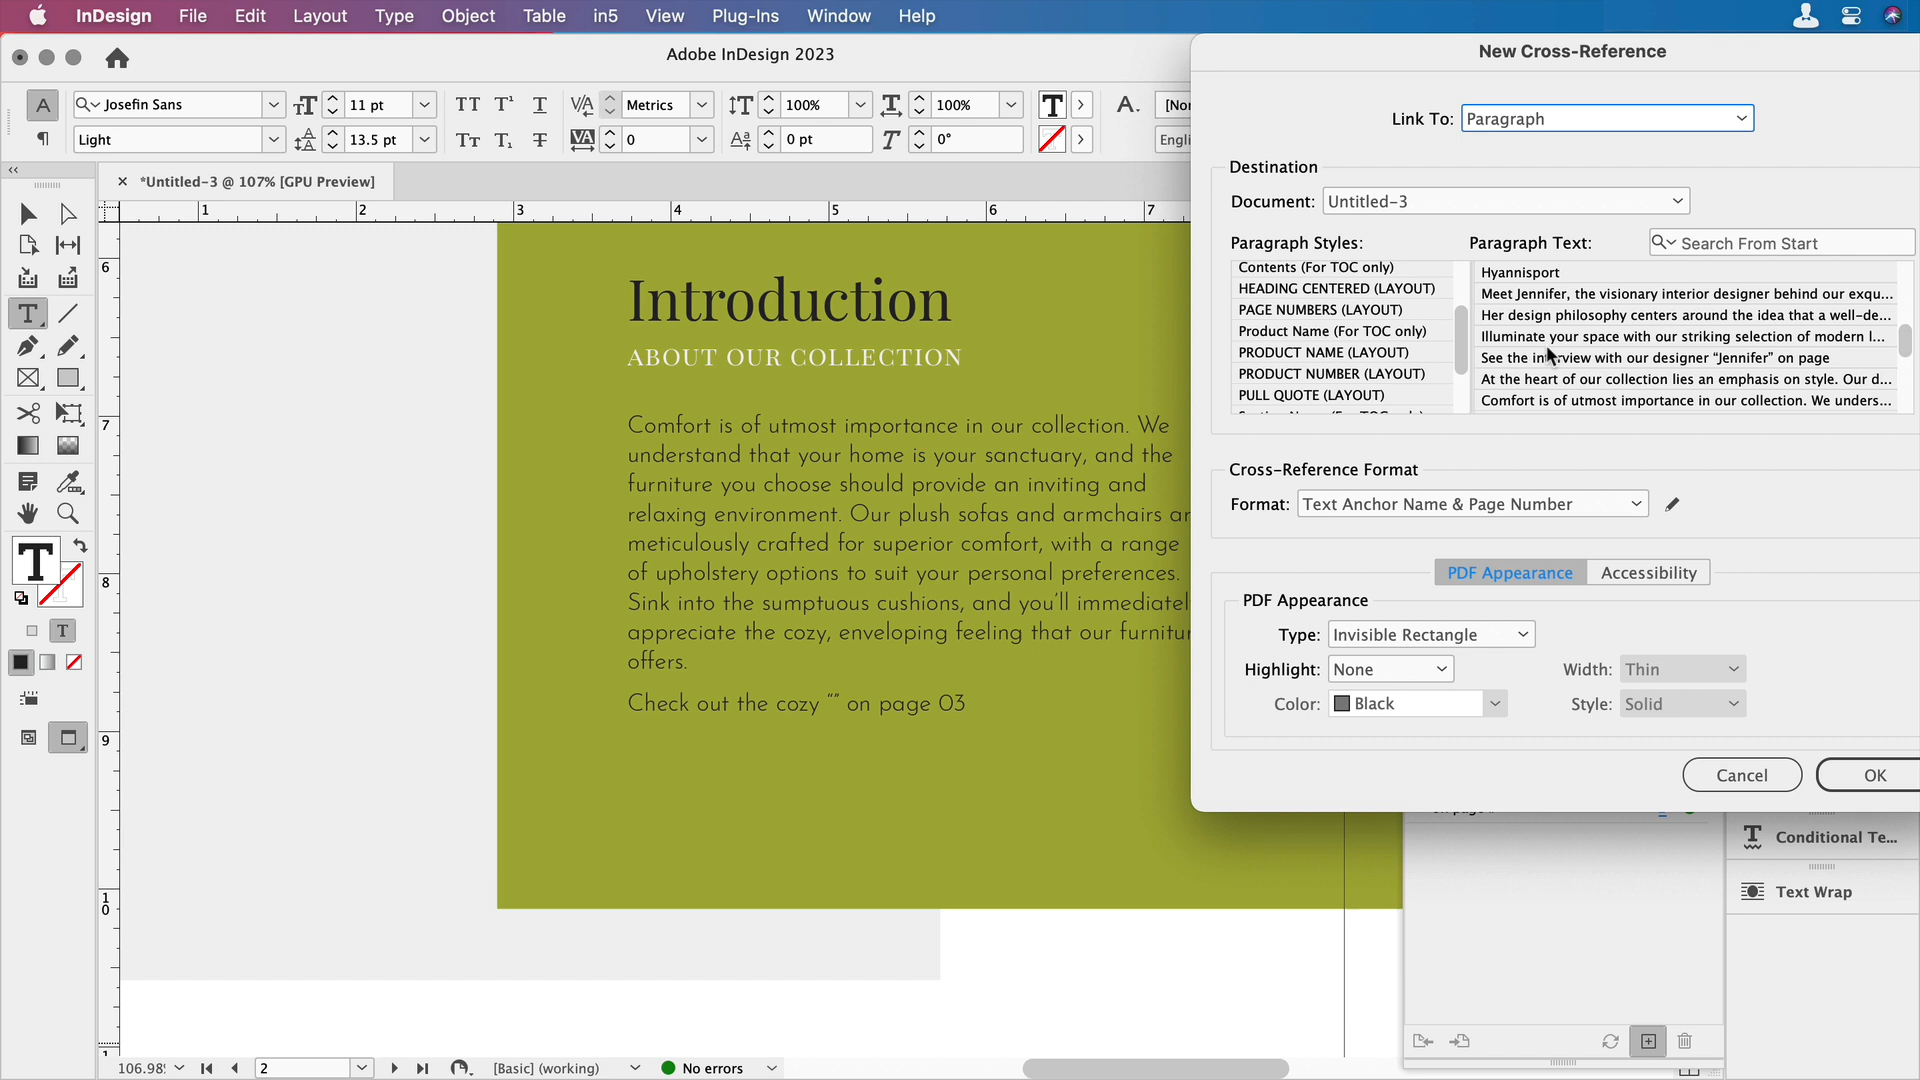 InDesign File Edit Layout Type Object Table in5 View Plug-Ins Window Help
Adobe InDesign 2023
Josefin Sans 11 pt Metrics 100% 100%
Light 13.5 pt 0 0 pt 0°
*Untitled-3 @ 107% [GPU Preview]
1 2 3 4 5 6 7
6
7
8
9
10
Introduction
ABOUT OUR COLLECTION
Comfort is of utmost importance in our collection. We
understand that your home is your sanctuary, and the
furniture you choose should provide an inviting and
relaxing environment. Our plush sofas and armchairs ar
meticulously crafted for superior comfort, with a range
of upholstery options to suit your personal preferences.
Sink into the sumptuous cushions, and you’ll immediatel
appreciate the cozy, enveloping feeling that our furnitur
offers.
Check out the cozy “” on page 03
New Cross-Reference
Link To: Paragraph
Destination
Document: Untitled-3
Paragraph Styles: Paragraph Text: Search From Start
Contents (For TOC only)
HEADING CENTERED (LAYOUT)
PAGE NUMBERS (LAYOUT)
Product Name (For TOC only)
PRODUCT NAME (LAYOUT)
PRODUCT NUMBER (LAYOUT)
PULL QUOTE (LAYOUT)
Hyannisport
Meet Jennifer, the visionary interior designer behind our exqu...
Her design philosophy centers around the idea that a well-de...
Illuminate your space with our striking selection of modern l...
See the interview with our designer “Jennifer” on page
At the heart of our collection lies an emphasis on style. Our d...
Comfort is of utmost importance in our collection. We unders...
Cross-Reference Format
Format: Text Anchor Name & Page Number
PDF Appearance Accessibility
PDF Appearance
Type: Invisible Rectangle
Highlight: None Width: Thin
Color: Black Style: Solid
Cancel OK
Conditional Te...
Text Wrap
106.98% 2 [Basic] (working) No errors